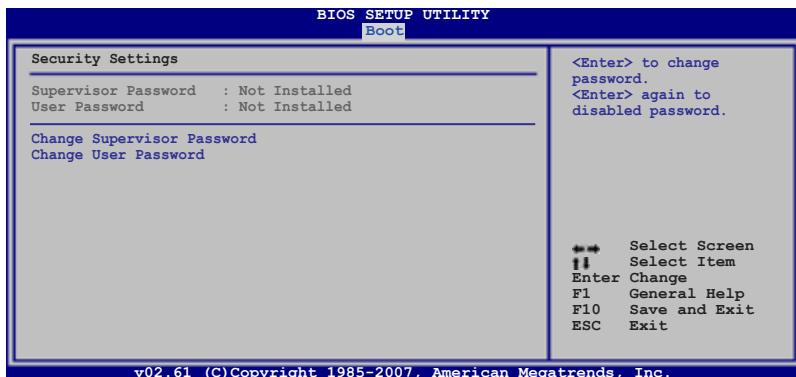 BIOS SETUP UTILITY
Boot
Security Settings
Supervisor Password : Not Installed
User Password : Not Installed
Change Supervisor Password
Change User Password
<Enter> to change
password.
<Enter> again to
disabled password.
←→ Select Screen
↑↓ Select Item
Enter Change
F1 General Help
F10 Save and Exit
ESC Exit
v02.61 (C)Copyright 1985-2007, American Megatrends, Inc.